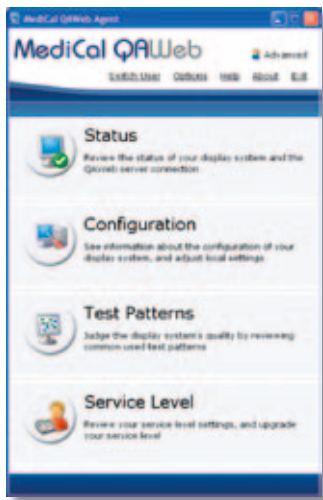 MediCal QAWeb Agent
MediCal QAWeb
Advanced
Switch User Options Help About Exit
Status
Review the status of your display system and the
QAWeb server connection
Configuration
See information about the configuration of your
display system, and adjust local settings
Test Patterns
Judge the display system's quality by reviewing
common used test patterns
Service Level
Review your service level settings, and upgrade
your service level